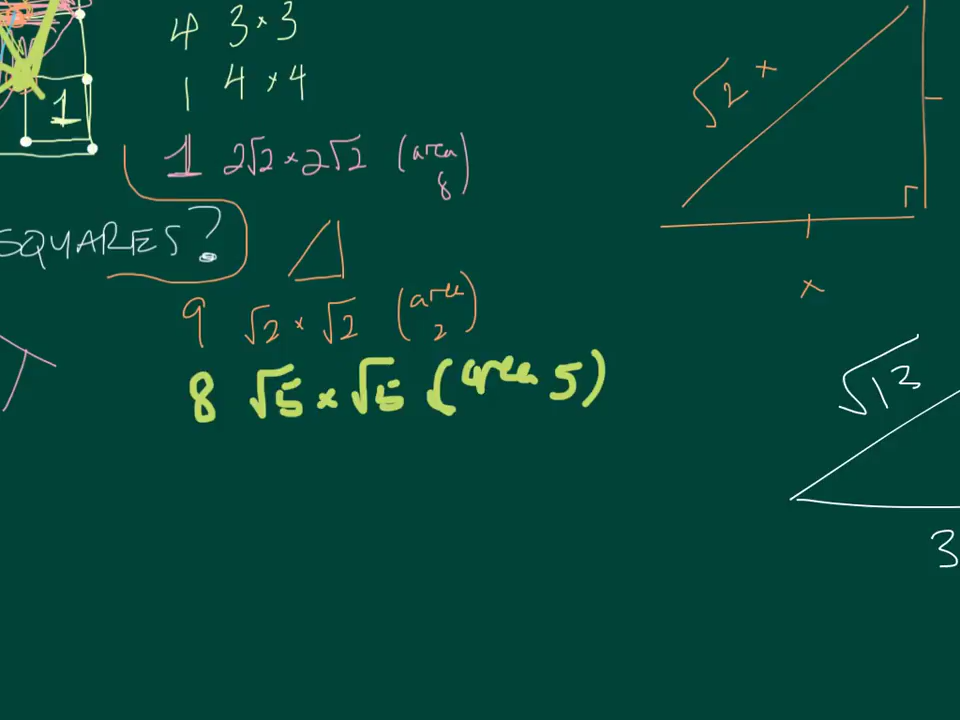 4 3×3
1 4×4
1
1 2√2×2√2 (area 8)
SQUARES?
9 √2×√2 (area 2)
8 √5×√5 (area 5)
√2 x
x
√13
3